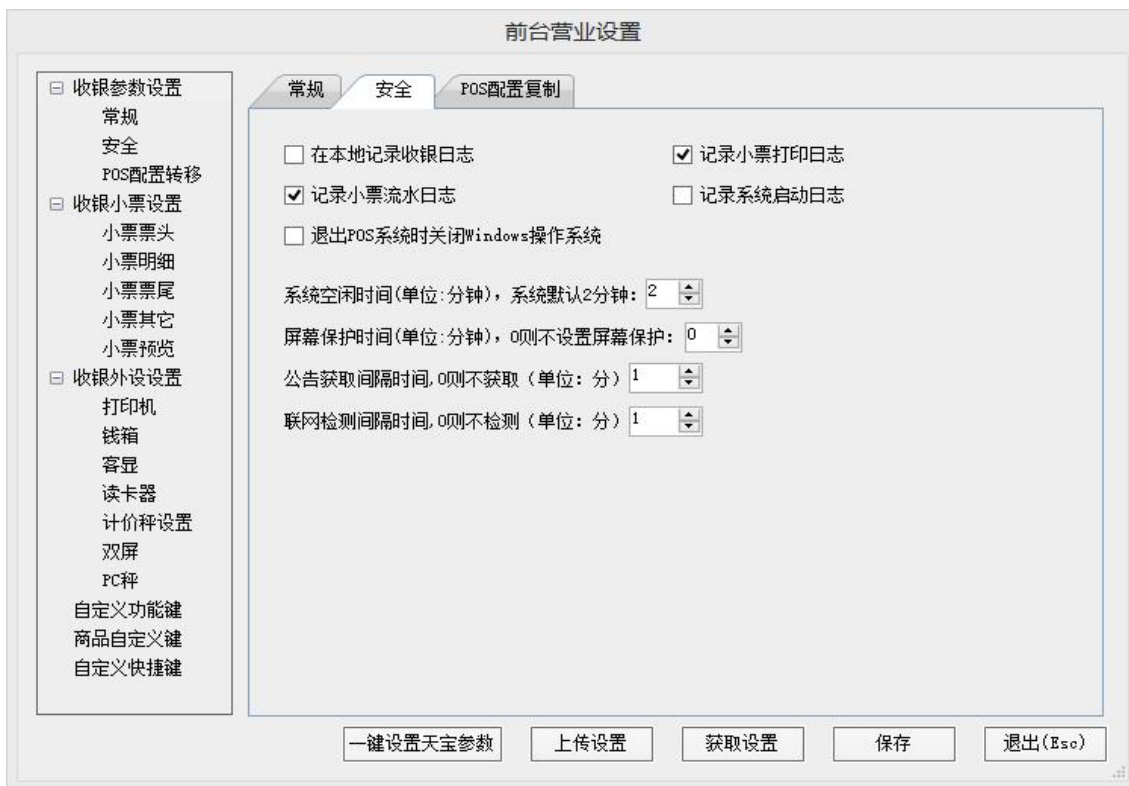 前台营业设置
收银参数设置
常规
安全
POS配置转移
收银小票设置
小票票头
小票明细
小票票尾
小票其它
小票预览
收银外设设置
打印机
钱箱
客显
读卡器
计价秤设置
双屏
PC秤
自定义功能键
商品自定义键
自定义快捷键
常规 安全 POS配置复制
在本地记录收银日志 记录小票打印日志
记录小票流水日志 记录系统启动日志
退出POS系统时关闭Windows操作系统
系统空闲时间(单位:分钟)，系统默认2分钟： 2
屏幕保护时间(单位:分钟)，0则不设置屏幕保护： 0
公告获取间隔时间,0则不获取（单位：分） 1
联网检测间隔时间,0则不检测（单位：分） 1
一键设置天宝参数 上传设置 获取设置 保存 退出(Esc)